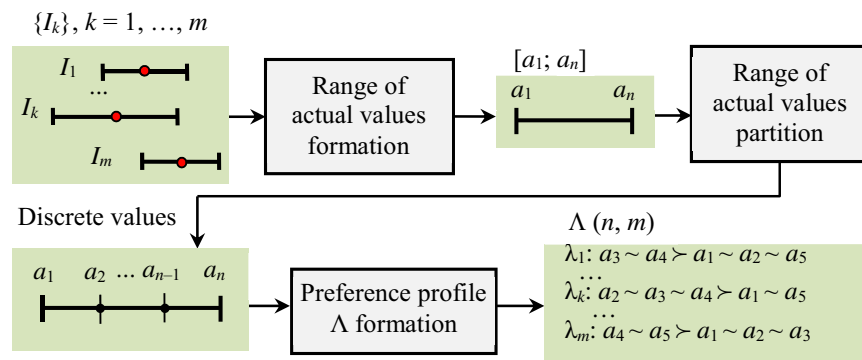 {I_k}, k = 1, …, m
I_1
...
I_k
I_m
Range of
actual values
formation
[a_1; a_n]
a_1 a_n
Range of
actual values
partition
Discrete values
a_1 a_2 ... a_{n–1} a_n
Preference profile
Λ formation
Λ (n, m)
λ_1: a_3 ~ a_4 ≻ a_1 ~ a_2 ~ a_5
...
λ_k: a_2 ~ a_3 ~ a_4 ≻ a_1 ~ a_5
...
λ_m: a_4 ~ a_5 ≻ a_1 ~ a_2 ~ a_3